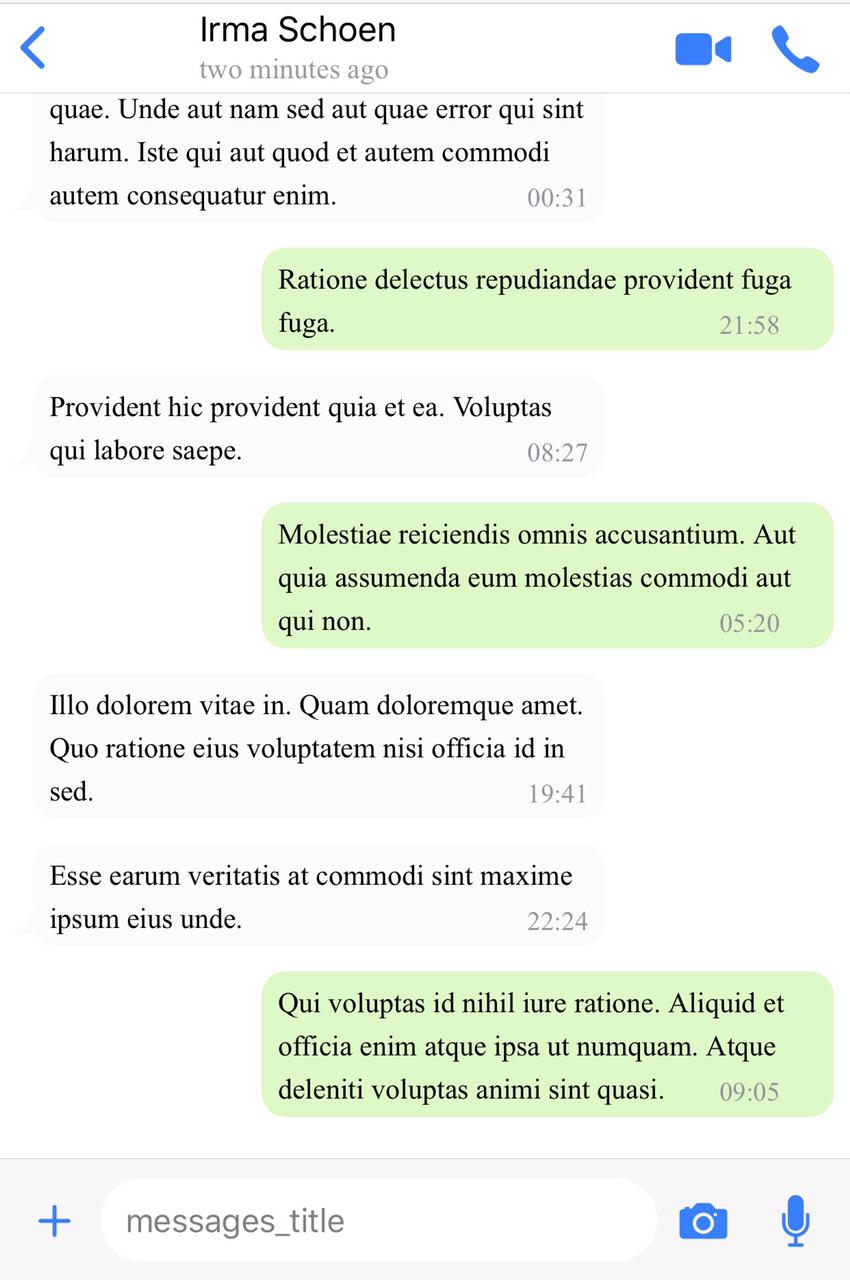 Irma Schoen
two minutes ago
quae. Unde aut nam sed aut quae error qui sint
harum. Iste qui aut quod et autem commodi
autem consequatur enim.
00:31
Ratione delectus repudiandae provident fuga
fuga.
21:58
Provident hic provident quia et ea. Voluptas
qui labore saepe.
08:27
Molestiae reiciendis omnis accusantium. Aut
quia assumenda eum molestias commodi aut
qui non.
05:20
Illo dolorem vitae in. Quam doloremque amet.
Quo ratione eius voluptatem nisi officia id in
sed.
19:41
Esse earum veritatis at commodi sint maxime
ipsum eius unde.
22:24
Qui voluptas id nihil iure ratione. Aliquid et
officia enim atque ipsa ut numquam. Atque
deleniti voluptas animi sint quasi.
09:05
messages_title